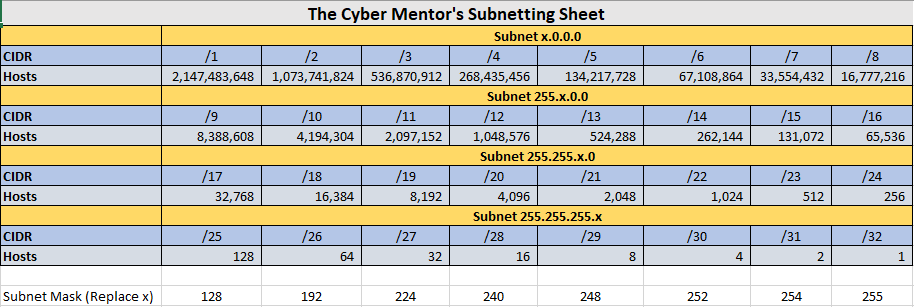 The Cyber Mentor's Subnetting Sheet
Subnet x.0.0.0
CIDR /1 /2 /3 /4 /5 /6 /7 /8
Hosts 2,147,483,648 1,073,741,824 536,870,912 268,435,456 134,217,728 67,108,864 33,554,432 16,777,216
Subnet 255.x.0.0
CIDR /9 /10 /11 /12 /13 /14 /15 /16
Hosts 8,388,608 4,194,304 2,097,152 1,048,576 524,288 262,144 131,072 65,536
Subnet 255.255.x.0
CIDR /17 /18 /19 /20 /21 /22 /23 /24
Hosts 32,768 16,384 8,192 4,096 2,048 1,024 512 256
Subnet 255.255.255.x
CIDR /25 /26 /27 /28 /29 /30 /31 /32
Hosts 128 64 32 16 8 4 2 1
Subnet Mask (Replace x) 128 192 224 240 248 252 254 255